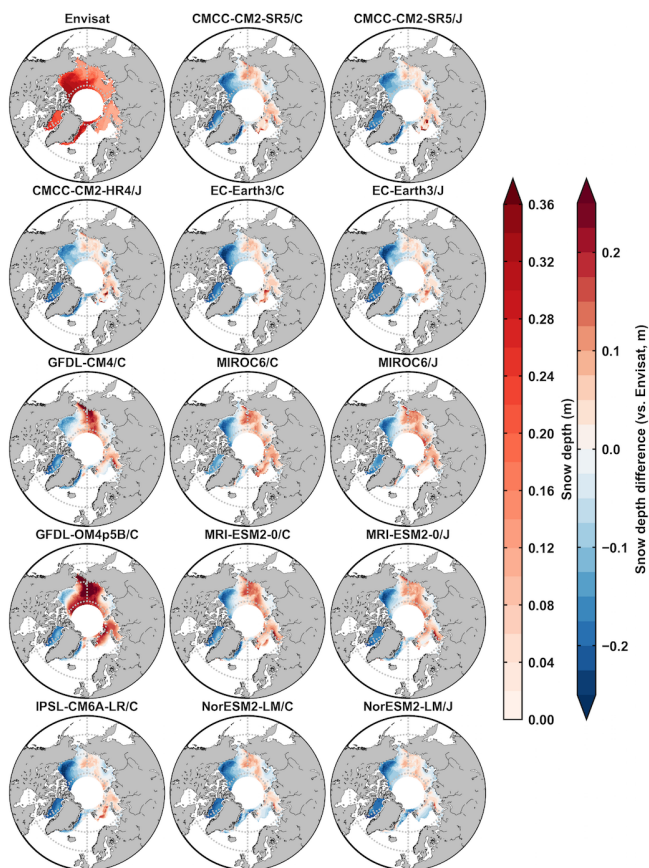 Envisat CMCC-CM2-SR5/C CMCC-CM2-SR5/J
CMCC-CM2-HR4/J EC-Earth3/C EC-Earth3/J
GFDL-CM4/C MIROC6/C MIROC6/J
GFDL-OM4p5B/C MRI-ESM2-0/C MRI-ESM2-0/J
IPSL-CM6A-LR/C NorESM2-LM/C NorESM2-LM/J
0.36
0.32
0.28
0.24
0.20
0.16
0.12
0.08
0.04
0.00
Snow depth (m)
0.2
0.1
0.0
−0.1
−0.2
Snow depth difference (vs. Envisat, m)